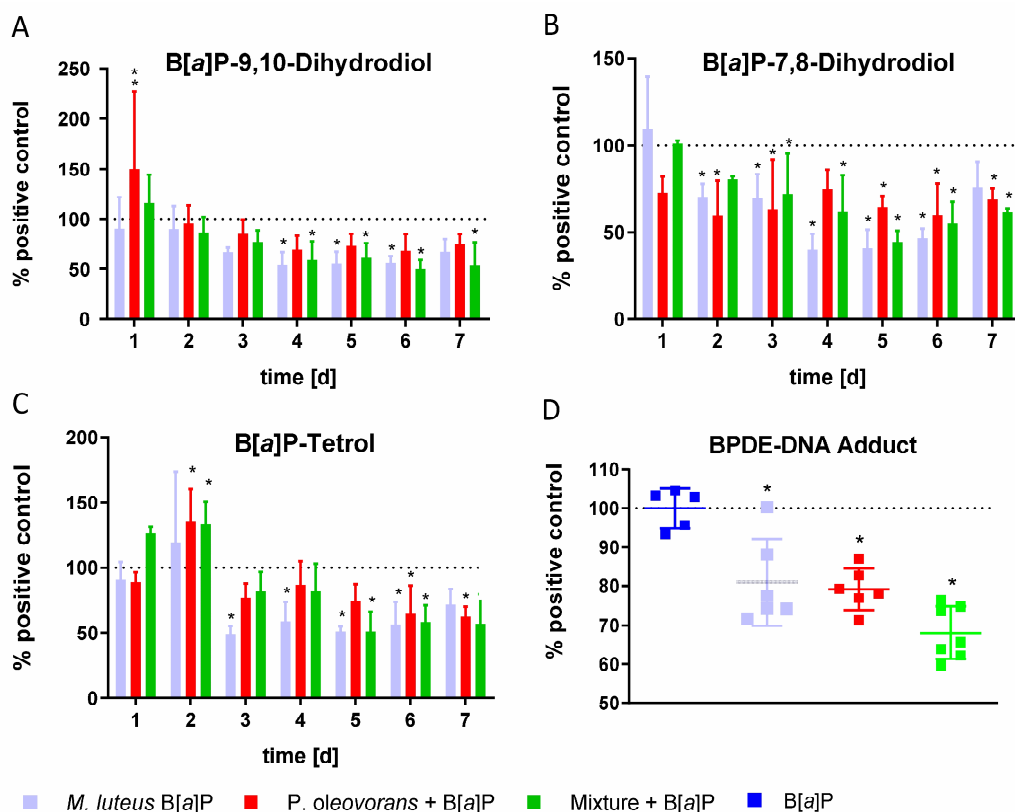 A
B[a]P-9,10-Dihydrodiol
% positive control
250
200
150
100
50
0
* *
* * * * * * *
1 2 3 4 5 6 7
time [d]
B
B[a]P-7,8-Dihydrodiol
% positive control
150
100
50
0
* * * * * * * * * * * * * * *
1 2 3 4 5 6 7
time [d]
C
B[a]P-Tetrol
% positive control
200
150
100
50
0
* * * * * * * * * *
1 2 3 4 5 6 7
time [d]
D
BPDE-DNA Adduct
% positive control
110
100
90
80
70
60
50
* * *
M. luteus B[a]P
P. oleovorans + B[a]P
Mixture + B[a]P
B[a]P